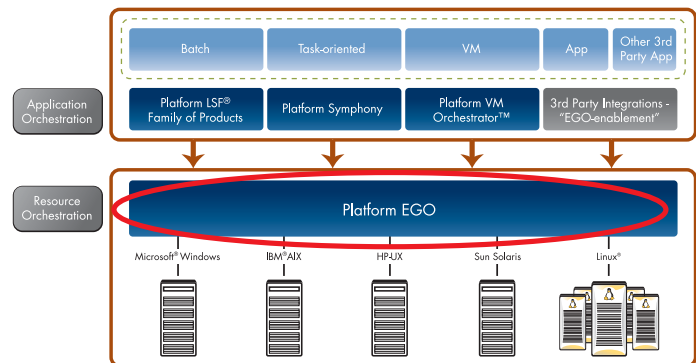 Batch
Task-oriented
VM
App
Other 3rd
Party App
Application
Orchestration
Platform LSF®
Family of Products
Platform Symphony
Platform VM
Orchestrator™
3rd Party Integrations -
“EGO-enablement”
Resource
Orchestration
Platform EGO
Microsoft® Windows
IBM® AIX
HP-UX
Sun Solaris
Linux®